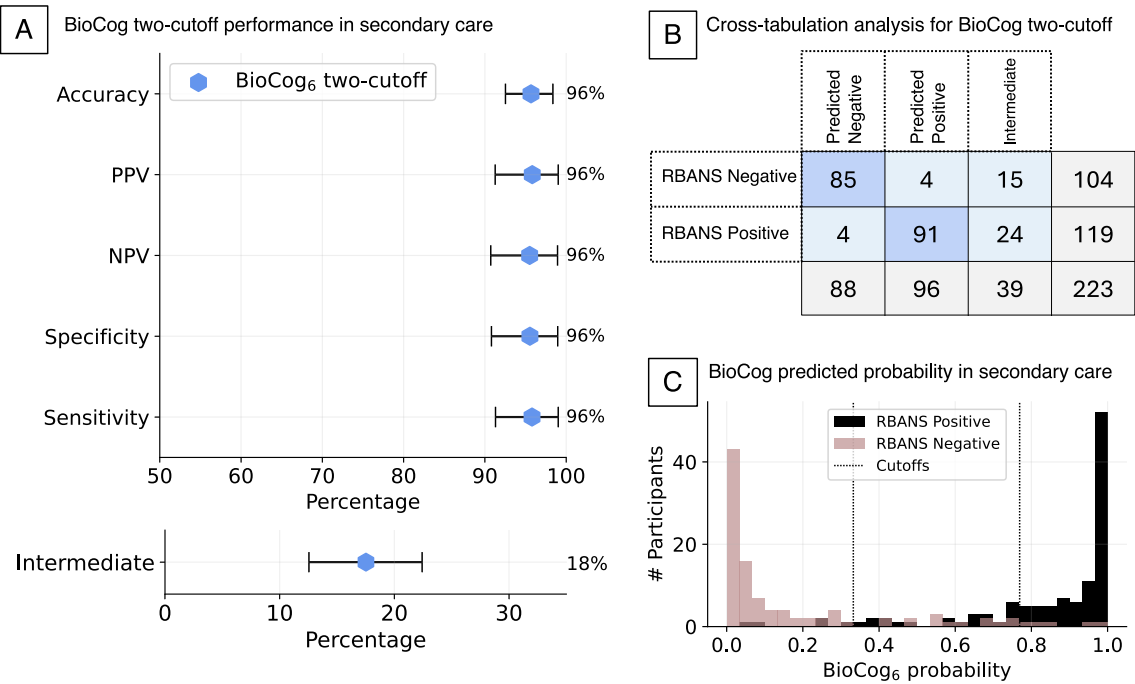 A
BioCog two-cutoff performance in secondary care
BioCog₆ two-cutoff
Accuracy
96%
PPV
96%
NPV
96%
Specificity
96%
Sensitivity
96%
50 60 70 80 90 100
Percentage
Intermediate
18%
0 10 20 30
Percentage
B
Cross-tabulation analysis for BioCog two-cutoff
Predicted
Negative
Predicted
Positive
Intermediate
RBANS Negative 85 4 15 104
RBANS Positive 4 91 24 119
88 96 39 223
C
BioCog predicted probability in secondary care
RBANS Positive
RBANS Negative
Cutoffs
# Participants
40
20
0
0.0 0.2 0.4 0.6 0.8 1.0
BioCog₆ probability